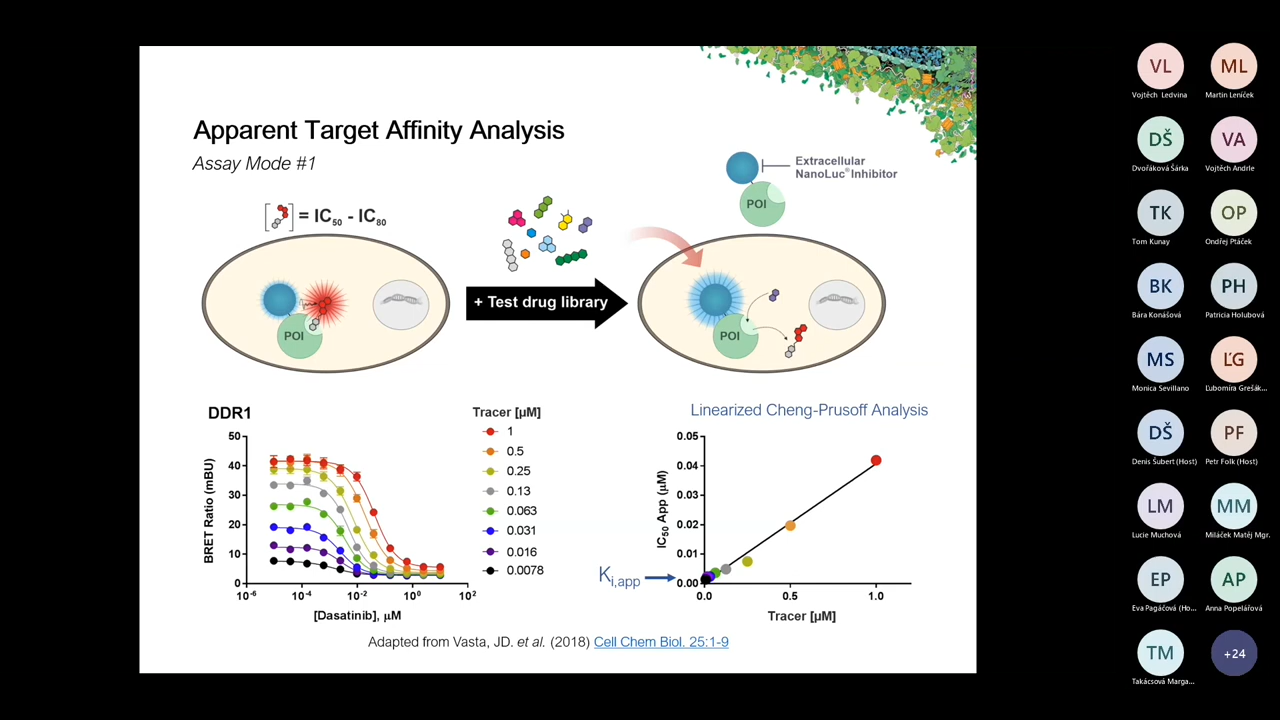 Apparent Target Affinity Analysis
Assay Mode #1
= IC50 - IC80
+ Test drug library
Extracellular
NanoLuc® Inhibitor
POI
POI
POI
DDR1
BRET Ratio (mBU)
50
40
30
20
10
0
10-6
10-4
10-2
100
102
[Dasatinib], μM
Tracer [μM]
1
0.5
0.25
0.13
0.063
0.031
0.016
0.0078
Linearized Cheng-Prusoff Analysis
IC50 App (μM)
0.05
0.04
0.03
0.02
0.01
0.00
Ki,app
0.0
0.5
1.0
Tracer [μM]
Adapted from Vasta, JD. et al. (2018) Cell Chem Biol. 25:1-9
VL
Vojtěch Ledvina
ML
Martin Leníček
DŠ
Dvořáková Šárka
VA
Vojtěch Andrle
TK
Tom Kunay
OP
Ondřej Ptáček
BK
Bára Konášová
PH
Patricia Holubová
MS
Monica Sevillano
ĽG
Ľubomíra Grešák...
DŠ
Denis Šubert (Host)
PF
Petr Folk (Host)
LM
Lucie Muchová
MM
Miláček Matěj Mgr.
EP
Eva Pagáčová (Ho...
AP
Anna Popelářová
TM
Takácsová Marga...
+24